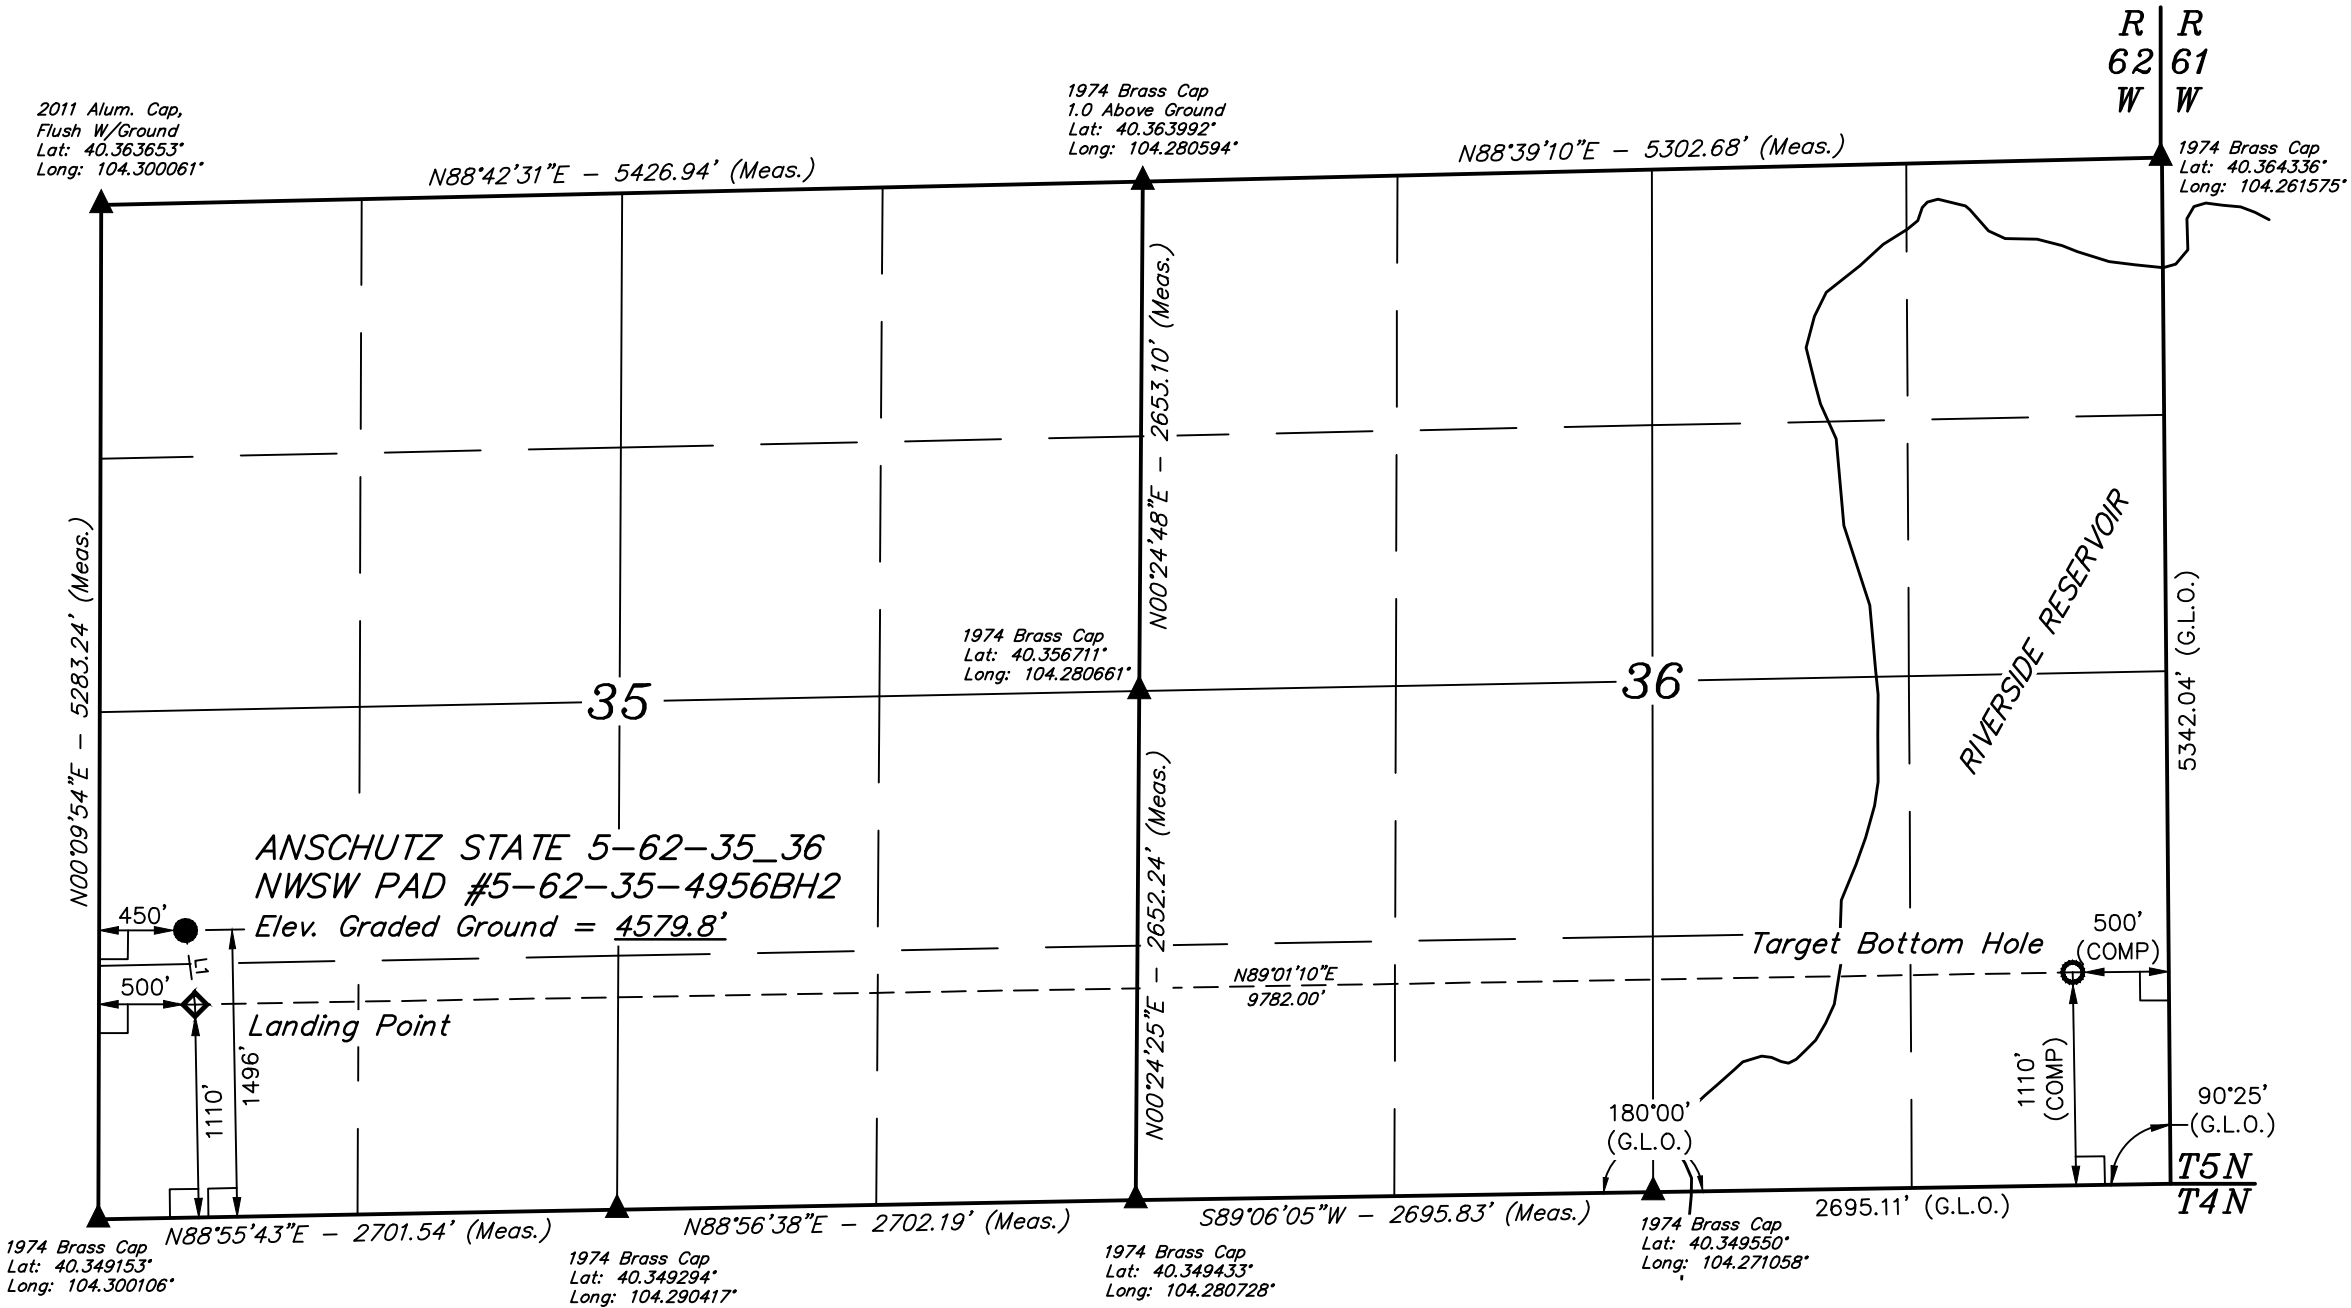 R R
62 61
W W
2011 Alum. Cap,
Flush W/Ground
Lat: 40.363653°
Long: 104.300061°
N88°42'31"E - 5426.94' (Meas.)
1974 Brass Cap
1.0 Above Ground
Lat: 40.363992°
Long: 104.280594°
N88°39'10"E - 5302.68' (Meas.)
1974 Brass Cap
Lat: 40.364336°
Long: 104.261575°
N00°09'54"E - 5283.24' (Meas.)
N00°24'48"E - 2653.10' (Meas.)
1974 Brass Cap
Lat: 40.356711°
Long: 104.280661°
35
36
RIVERSIDE RESERVOIR
5342.04' (G.L.O.)
ANSCHUTZ STATE 5-62-35_36
NWSW PAD #5-62-35-4956BH2
Elev. Graded Ground = 4579.8'
450'
L1
500'
Landing Point
1110'
1496'
N00°24'25"E - 2652.24' (Meas.)
N89°01'10"E
9782.00'
Target Bottom Hole
500'
(COMP)
1110'
(COMP)
180°00'
(G.L.O.)
90°25'
(G.L.O.)
T5N
T4N
N88°55'43"E - 2701.54' (Meas.)
N88°56'38"E - 2702.19' (Meas.)
S89°06'05"W - 2695.83' (Meas.)
2695.11' (G.L.O.)
1974 Brass Cap
Lat: 40.349153°
Long: 104.300106°
1974 Brass Cap
Lat: 40.349294°
Long: 104.290417°
1974 Brass Cap
Lat: 40.349433°
Long: 104.280728°
1974 Brass Cap
Lat: 40.349550°
Long: 104.271058°